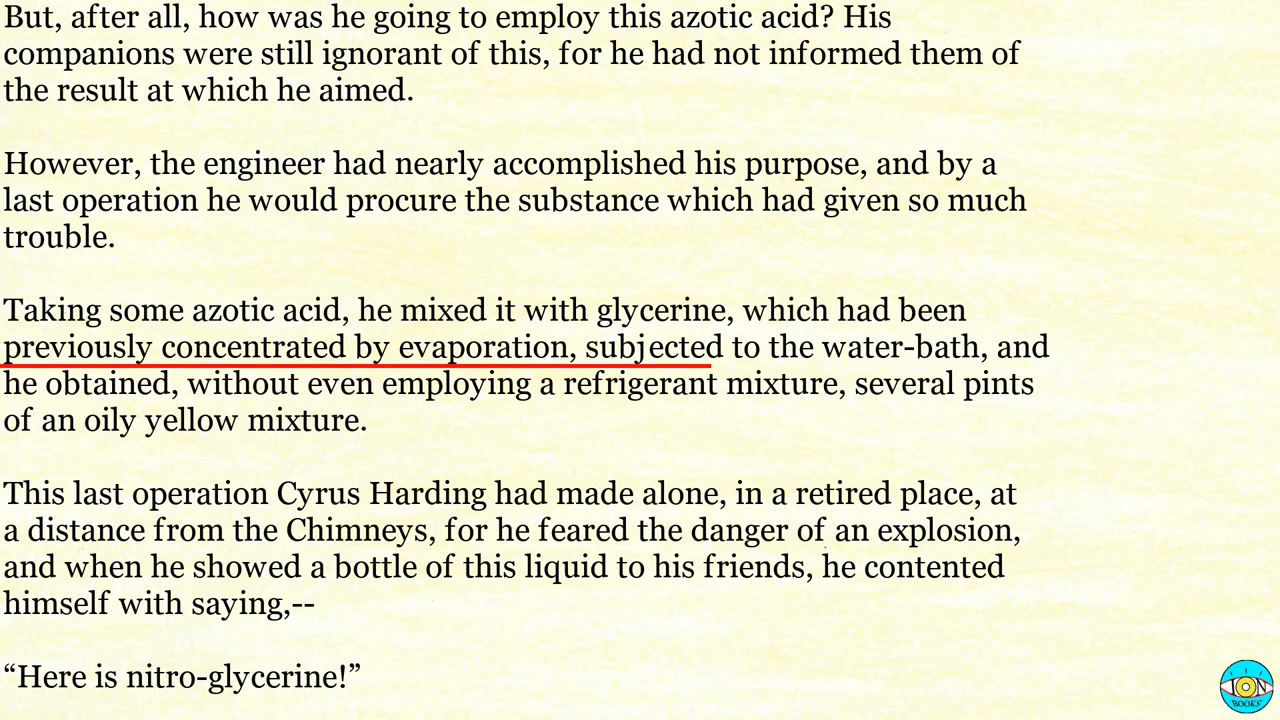 But, after all, how was he going to employ this azotic acid? His
companions were still ignorant of this, for he had not informed them of
the result at which he aimed.
However, the engineer had nearly accomplished his purpose, and by a
last operation he would procure the substance which had given so much
trouble.
Taking some azotic acid, he mixed it with glycerine, which had been
previously concentrated by evaporation, subjected to the water-bath, and
he obtained, without even employing a refrigerant mixture, several pints
of an oily yellow mixture.
This last operation Cyrus Harding had made alone, in a retired place, at
a distance from the Chimneys, for he feared the danger of an explosion,
and when he showed a bottle of this liquid to his friends, he contented
himself with saying,--
“Here is nitro-glycerine!”
ION
BOOKS